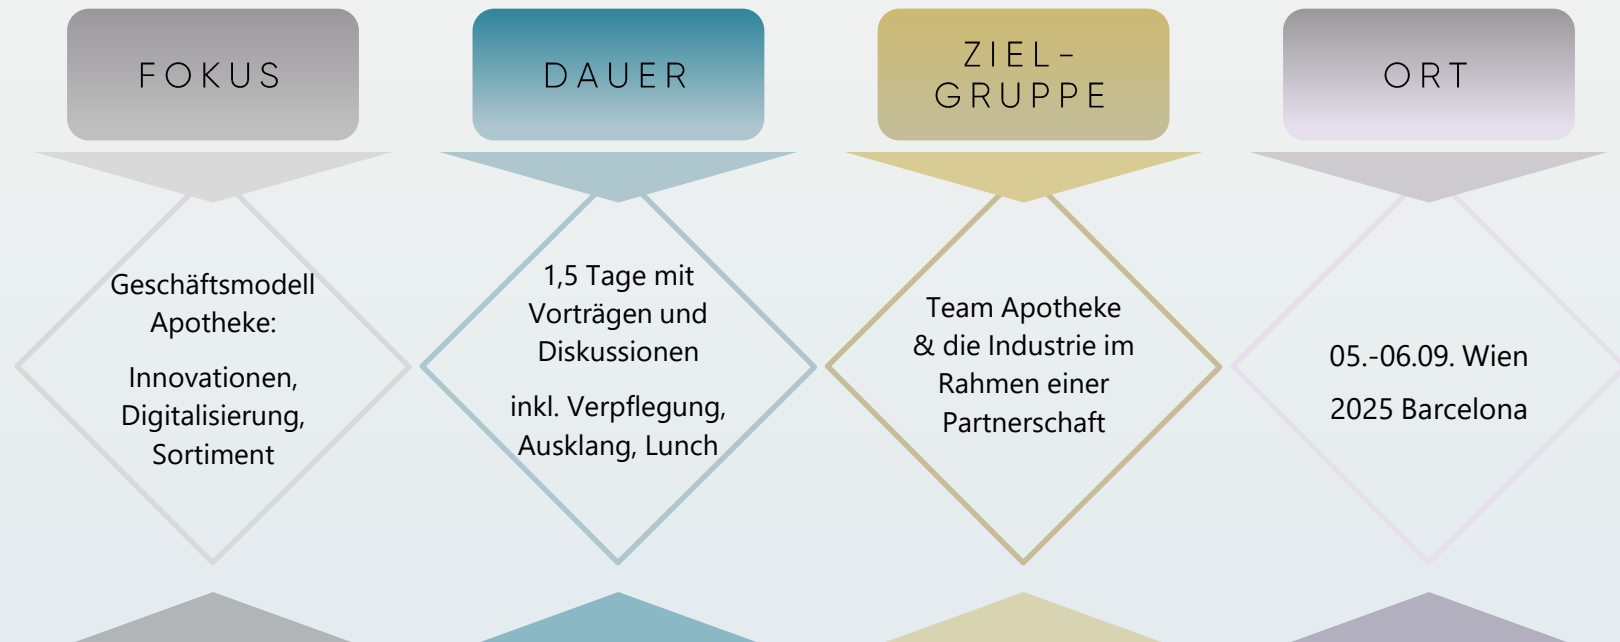 FOKUS
Geschäftsmodell
Apotheke:
Innovationen,
Digitalisierung,
Sortiment
DAUER
1,5 Tage mit
Vorträgen und
Diskussionen
inkl. Verpflegung,
Ausklang, Lunch
ZIEL-
GRUPPE
Team Apotheke
& die Industrie im
Rahmen einer
Partnerschaft
ORT
05.-06.09. Wien
2025 Barcelona